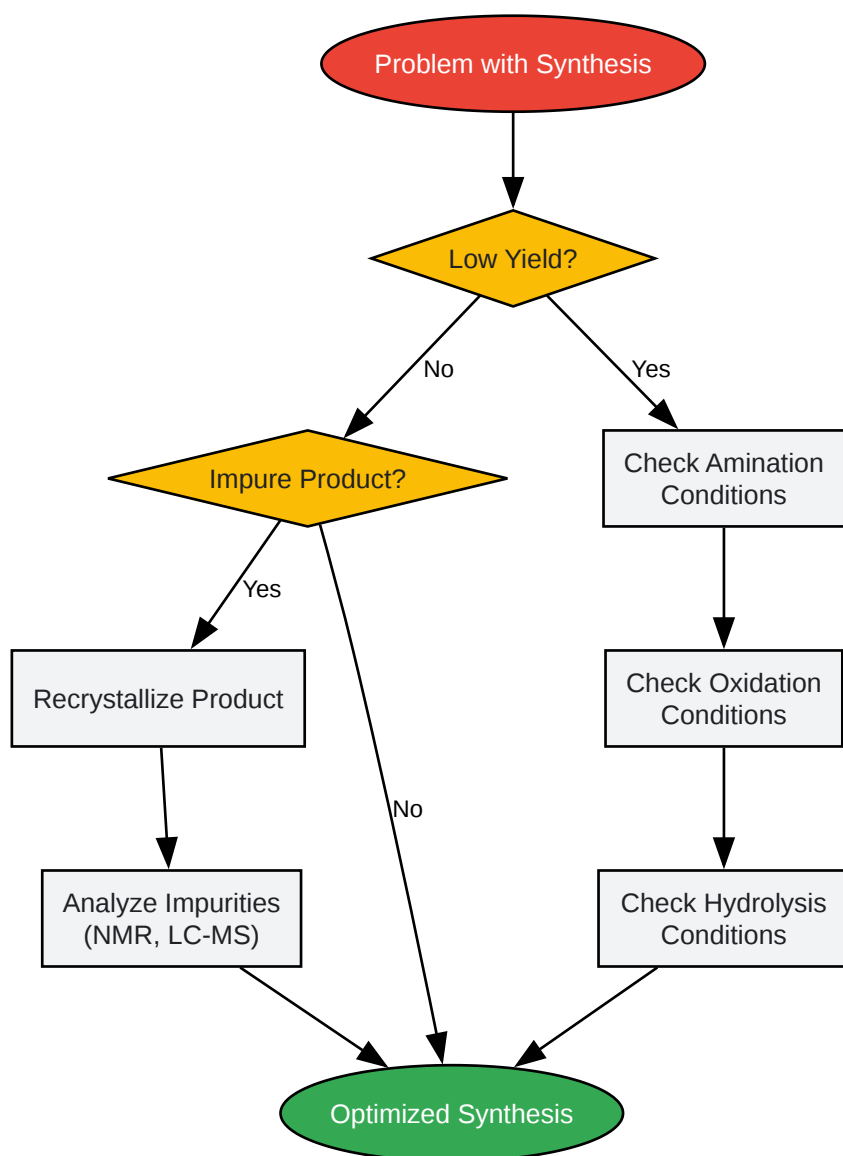 Problem with Synthesis
Low Yield?
No
Yes
Impure Product?
Check Amination
Conditions
Yes
Recrystallize Product
Check Oxidation
Conditions
No
Analyze Impurities
(NMR, LC-MS)
Check Hydrolysis
Conditions
Optimized Synthesis